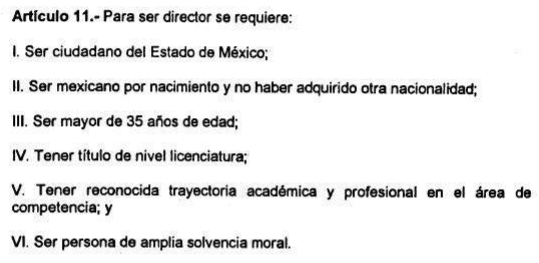 Artículo 11.- Para ser director se requiere:
I. Ser ciudadano del Estado de México;
II. Ser mexicano por nacimiento y no haber adquirido otra nacionalidad;
III. Ser mayor de 35 años de edad;
IV. Tener título de nivel licenciatura;
V. Tener reconocida trayectoria académica y profesional en el área de
competencia; y
VI. Ser persona de amplia solvencia moral.